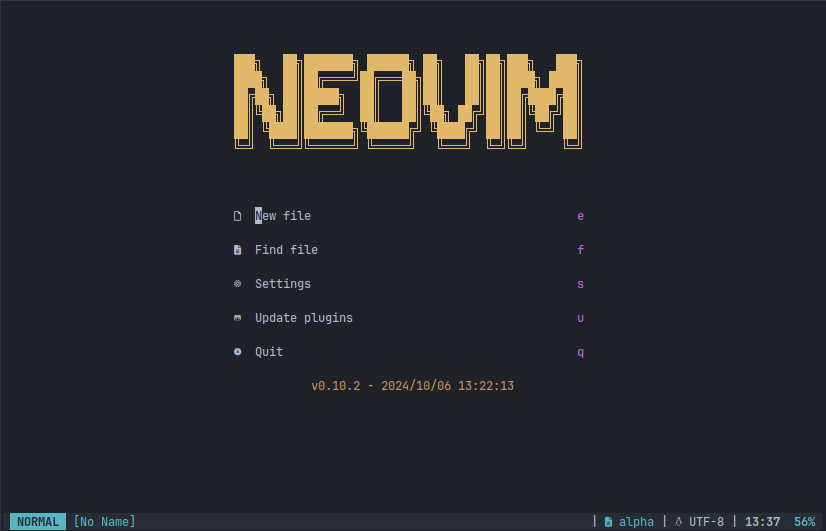 NEOVIM
New file e
Find file f
Settings s
Update plugins u
Quit q
v0.10.2 - 2024/10/06 13:22:13
NORMAL [No Name] | alpha | UTF-8 | 13:37 56%